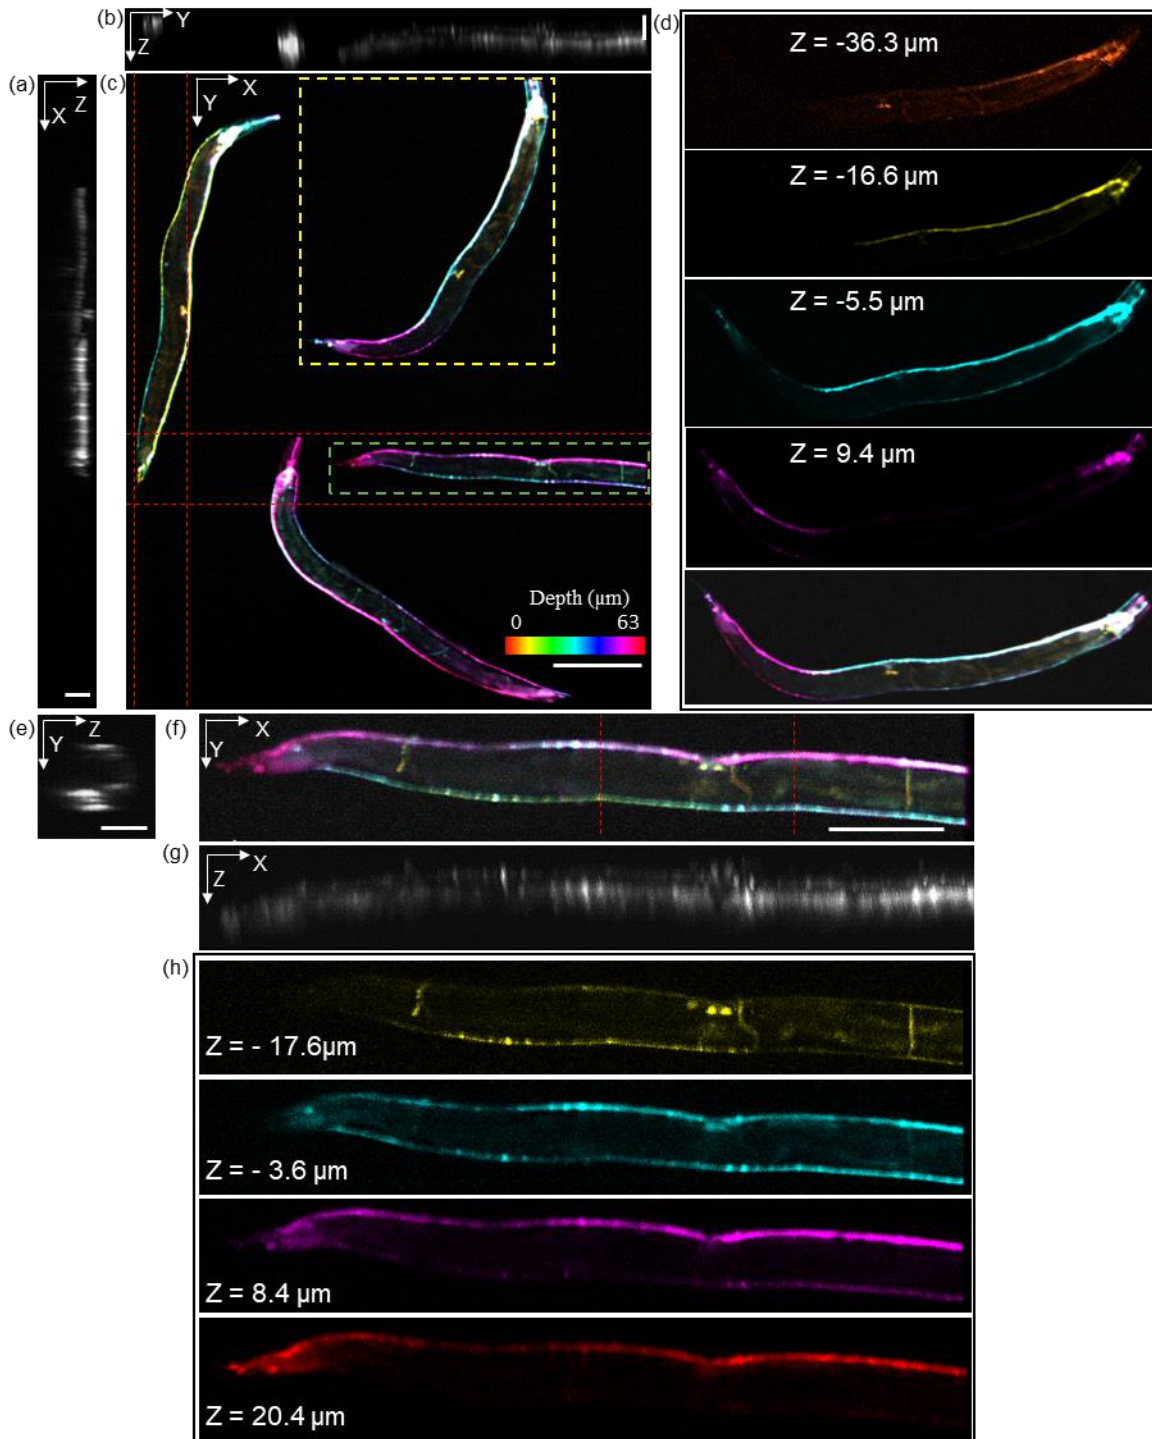 (b)
Y
Z
(d)
Z = -36.3 µm
(a)
X
Z
(c)
X
Y
Z = -16.6 µm
Z = -5.5 µm
Z = 9.4 µm
Depth (µm)
0 63
(e)
Z
Y
(f)
X
Y
(g)
X
Z
(h)
Z = - 17.6µm
Z = - 3.6 µm
Z = 8.4 µm
Z = 20.4 µm